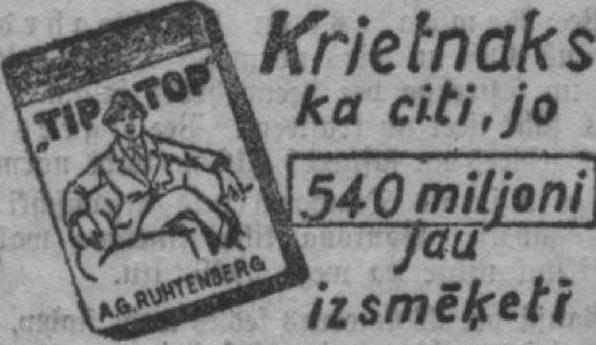 „TIP TOP"
A.G. RUHTENBERG
Krietnaks
ka citi, jo
540 miljoni
jau
izsmēķeti